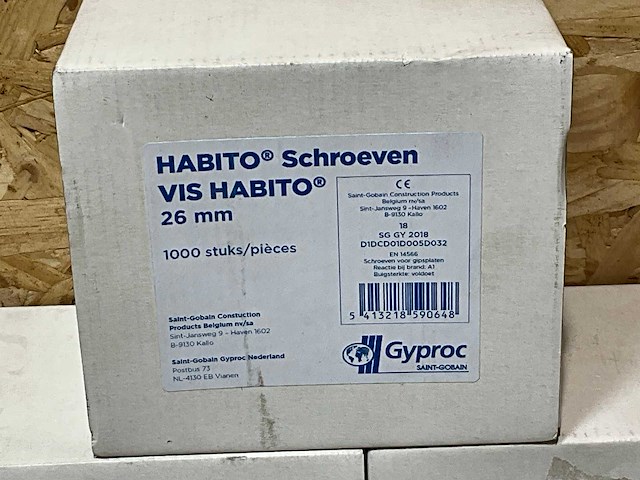 HABITO® Schroeven
VIS HABITO®
26 mm
1000 stuks/pièces
CE
Saint-Gobain Construction Products
Belgium nv/sa
Sint-Jansweg 9 - Haven 1602
B-9130 Kallo
18
SG GY 2018
D1DCD01D005D032
EN 14566
Schroeven voor gipsplaten
Reactie bij brand: A1
Buigsterkte: voldoet
5 413218 590648
Saint-Gobain Constuction
Products Belgium nv/sa
Sint-Jansweg 9 - Haven 1602
B-9130 Kallo
Saint-Gobain Gyproc Nederland
Postbus 73
NL-4130 EB Vianen
Gyproc
SAINT-GOBAIN